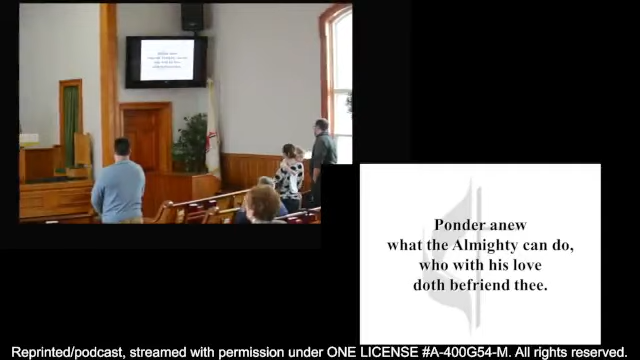 Ponder anew
what the Almighty can do,
who with his love
doth befriend thee.
Reprinted/podcast, streamed with permission under ONE LICENSE #A-400G54-M. All rights reserved.